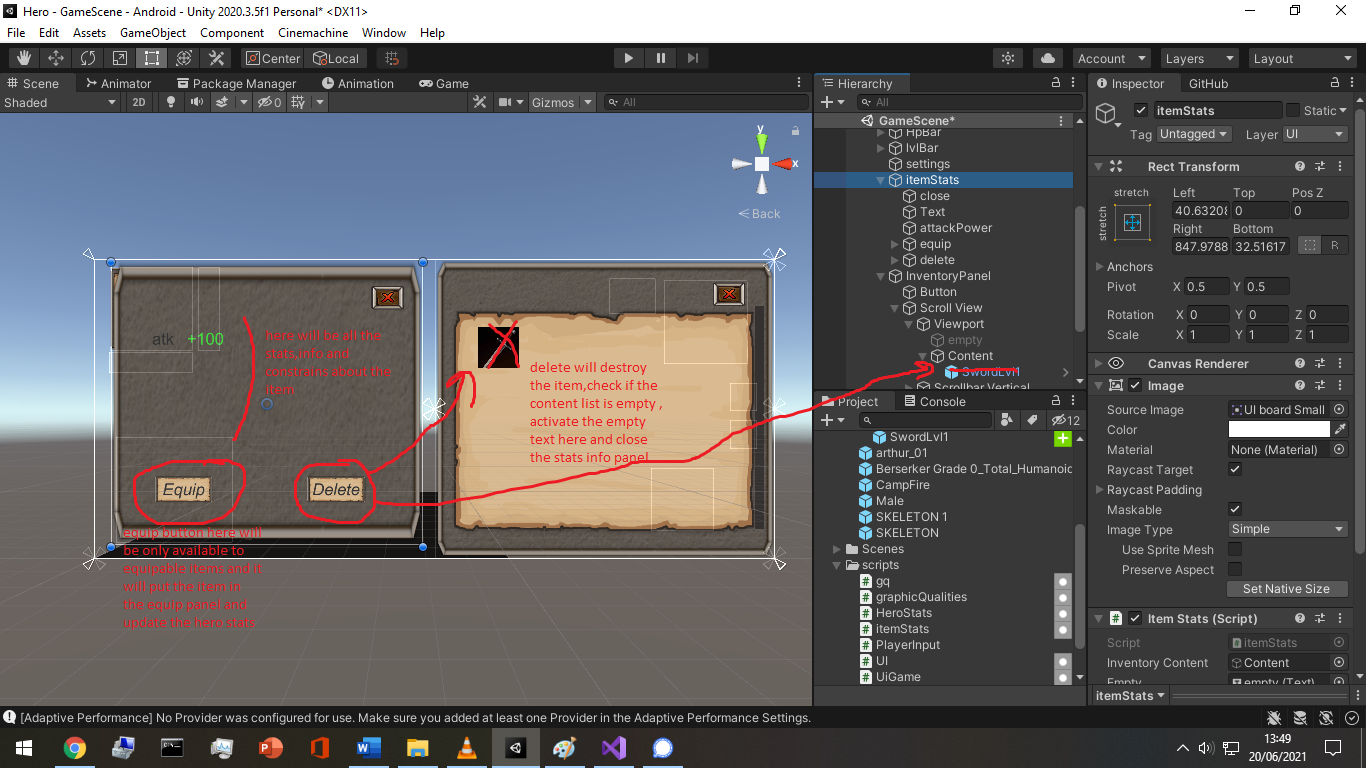 Hero - GameScene - Android - Unity 2020.3.5f1 Personal* <DX11>
File Edit Assets GameObject Component Cinemachine Window Help
Center Local Account Layers Layout
Scene Animator Package Manager Animation Game
Shaded 2D 0 Gizmos All
y
x
Back
atk +100
here will be all the
stats,info and
constrains about the
item
Equip
Delete
equip button here will
be only available to
equipable items and it
will put the item in
the equip panel and
update the hero stats
delete will destroy
the item,check if the
content list is empty ,
activate the empty
text here and close
the stats info panel
Hierarchy
All
GameScene*
HpBar
lvlBar
settings
itemStats
close
Text
attackPower
equip
delete
InventoryPanel
Button
Scroll View
Viewport
empty
Content
SwordLvl1
Scrollbar Vertical
Project Console
12
SwordLvl1
arthur_01
Berserker Grade 0_Total_Humanoid
CampFire
Male
SKELETON 1
SKELETON
Scenes
scripts
gq
graphicQualities
HeroStats
itemStats
PlayerInput
UI
UiGame
Inspector GitHub
itemStats Static
Tag Untagged Layer UI
Rect Transform
stretch Left Top Pos Z
stretch 40.63208 0 0
Right Bottom
847.9788 32.51617 R
Anchors
Pivot X 0.5 Y 0.5
Rotation X 0 Y 0 Z 0
Scale X 1 Y 1 Z 1
Canvas Renderer
Image
Source Image UI board Small
Color
Material None (Material)
Raycast Target
Raycast Padding
Maskable
Image Type Simple
Use Sprite Mesh
Preserve Aspect
Set Native Size
Item Stats (Script)
Script itemStats
Inventory Content Content
Empty empty (Text)
itemStats
[Adaptive Performance] No Provider was configured for use. Make sure you added at least one Provider in the Adaptive Performance Settings.
13:49
20/06/2021